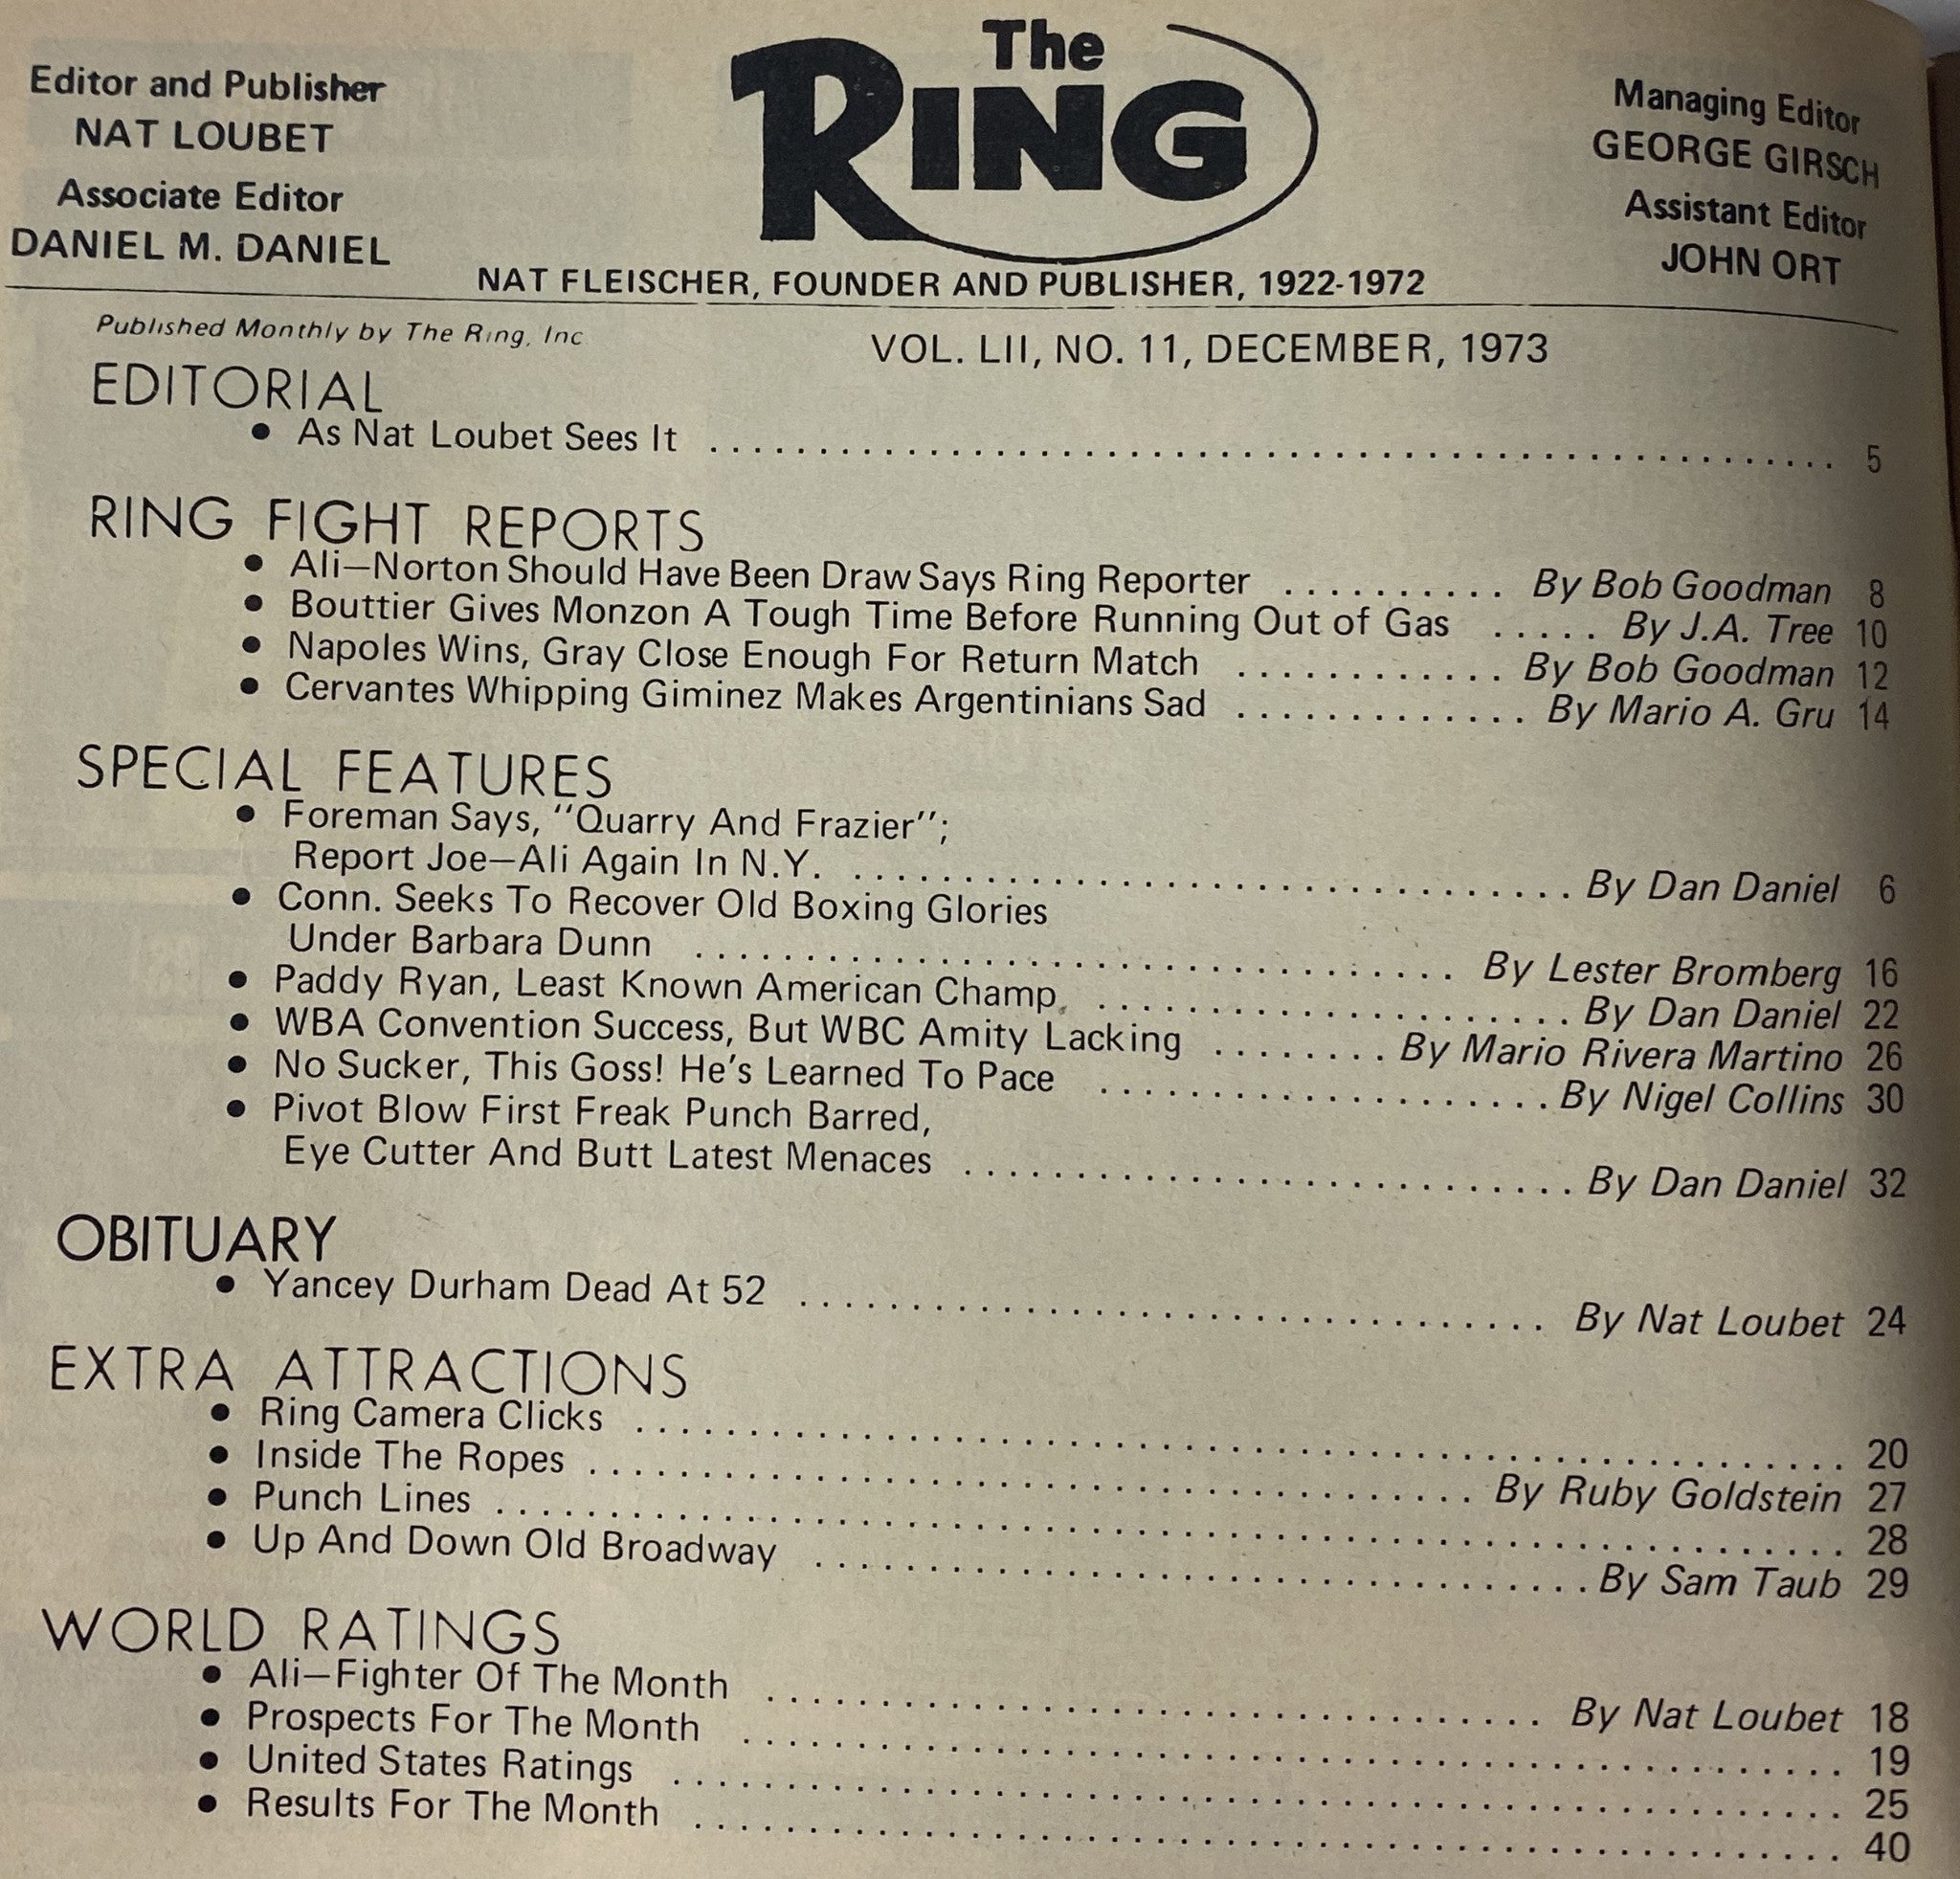 Editor and Publisher
NAT LOUBET
Associate Editor
DANIEL M. DANIEL
The
RING
NAT FLEISCHER, FOUNDER AND PUBLISHER, 1922-1972
Managing Editor
GEORGE GIRSCH
Assistant Editor
JOHN ORT
Published Monthly by The Ring, Inc
VOL. LII, NO. 11, DECEMBER, 1973
EDITORIAL
• As Nat Loubet Sees It 5
RING FIGHT REPORTS
• Ali—Norton Should Have Been Draw Says Ring Reporter By Bob Goodman 8
• Bouttier Gives Monzon A Tough Time Before Running Out of Gas By J.A. Tree 10
• Napoles Wins, Gray Close Enough For Return Match By Bob Goodman 12
• Cervantes Whipping Giminez Makes Argentinians Sad By Mario A. Gru 14
SPECIAL FEATURES
• Foreman Says, "Quarry And Frazier";
Report Joe—Ali Again In N.Y. By Dan Daniel 6
• Conn. Seeks To Recover Old Boxing Glories
Under Barbara Dunn By Lester Bromberg 16
• Paddy Ryan, Least Known American Champ By Dan Daniel 22
• WBA Convention Success, But WBC Amity Lacking By Mario Rivera Martino 26
• No Sucker, This Goss! He's Learned To Pace By Nigel Collins 30
• Pivot Blow First Freak Punch Barred,
Eye Cutter And Butt Latest Menaces By Dan Daniel 32
OBITUARY
• Yancey Durham Dead At 52 By Nat Loubet 24
EXTRA ATTRACTIONS
• Ring Camera Clicks 20
• Inside The Ropes By Ruby Goldstein 27
• Punch Lines 28
• Up And Down Old Broadway By Sam Taub 29
WORLD RATINGS
• Ali—Fighter Of The Month By Nat Loubet 18
• Prospects For The Month 19
• United States Ratings 25
• Results For The Month 40